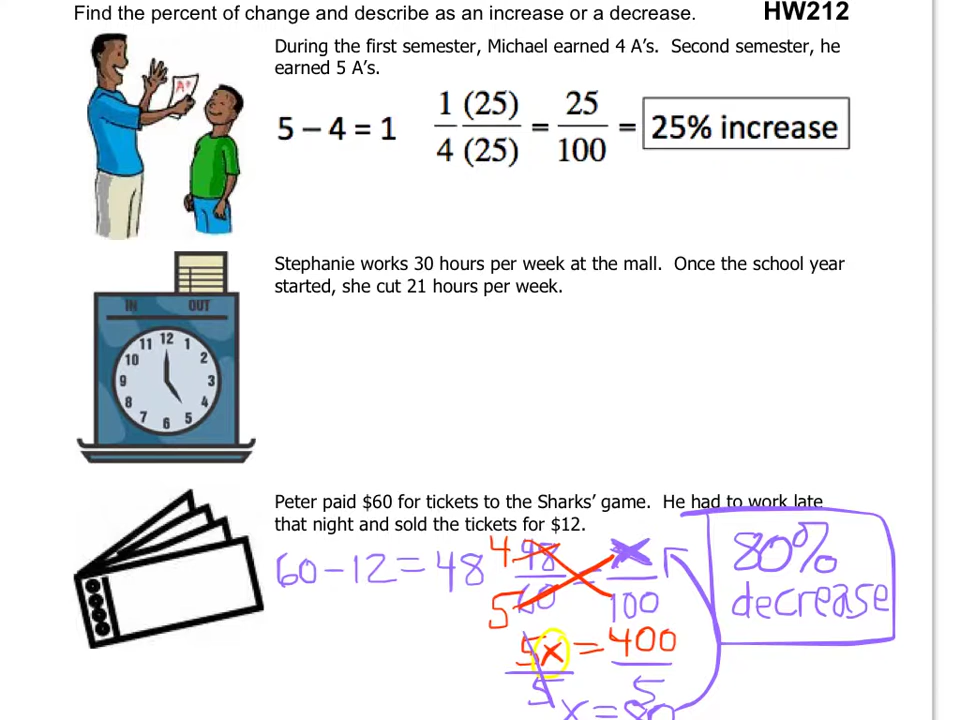 Find the percent of change and describe as an increase or a decrease. HW212
During the first semester, Michael earned 4 A's. Second semester, he
earned 5 A's.
A+
5 – 4 = 1 1 (25) / 4 (25) = 25 / 100 = 25% increase
Stephanie works 30 hours per week at the mall. Once the school year
started, she cut 21 hours per week.
IN OUT
12 1 2 3 4 5 6 7 8 9 10 11
Peter paid $60 for tickets to the Sharks' game. He had to work late
that night and sold the tickets for $12.
60 – 12 = 48 4 48 / 5 60 = x / 100
80%
decrease
5x = 400
5 5
x = 80